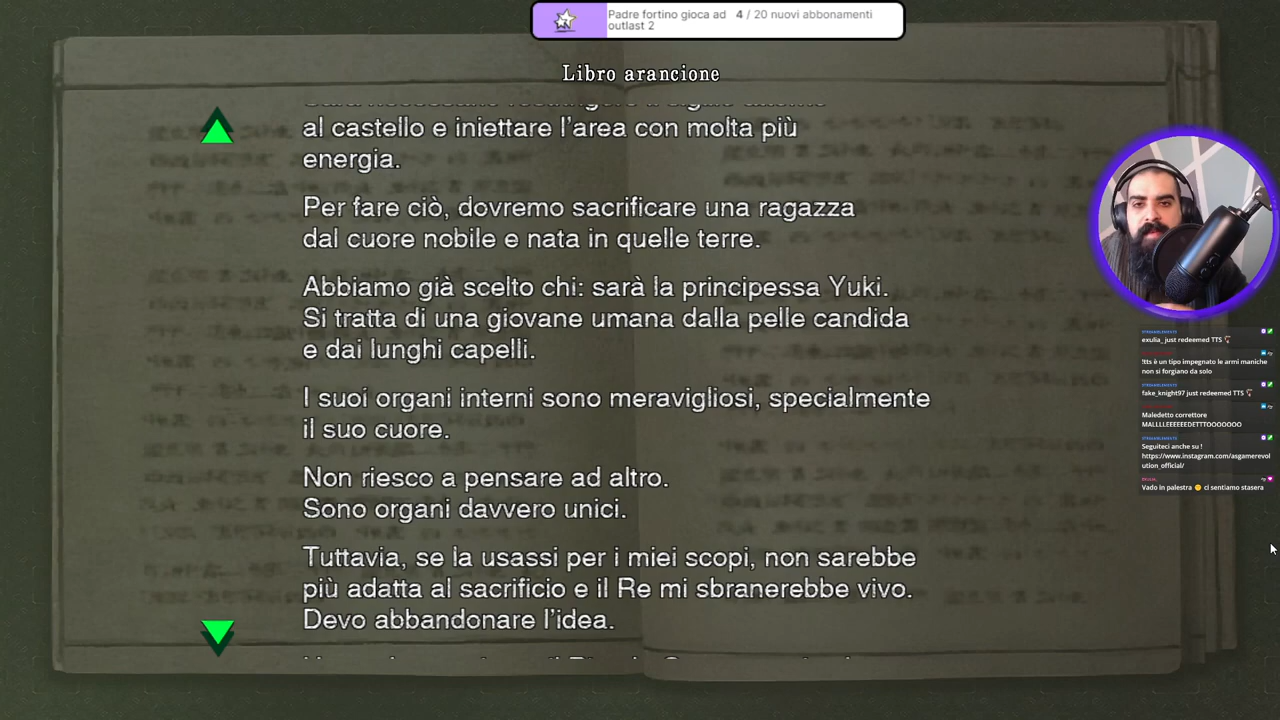 Padre fortino gioca ad 4 / 20 nuovi abbonamenti
outlast 2
Libro arancione
al castello e iniettare l'area con molta più
energia.
Per fare ciò, dovremo sacrificare una ragazza
dal cuore nobile e nata in quelle terre.
Abbiamo già scelto chi: sarà la principessa Yuki.
Si tratta di una giovane umana dalla pelle candida
e dai lunghi capelli.
I suoi organi interni sono meravigliosi, specialmente
il suo cuore.
Non riesco a pensare ad altro.
Sono organi davvero unici.
Tuttavia, se la usassi per i miei scopi, non sarebbe
più adatta al sacrificio e il Re mi sbranerebbe vivo.
Devo abbandonare l'idea.
exulia_ just redeemed TTS
!tts è un tipo impegnato le armi maniche
non si forgiano da solo
fake_knight97 just redeemed TTS
Maledetto correttore
MALLLLEEEEEEDETTTOOOOOOO
Seguiteci anche su !
https://www.instagram.com/asgamerevol
ution_official/
Vado in palestra ci sentiamo stasera